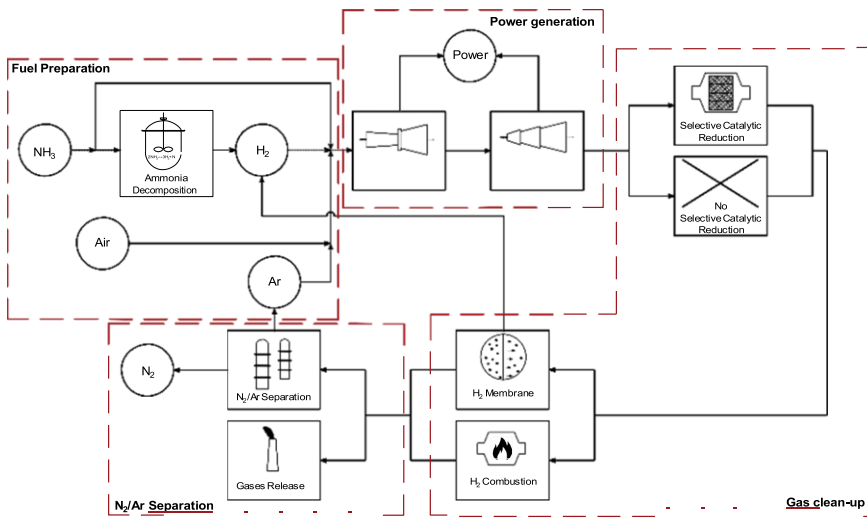 Power generation
Power
Fuel Preparation
NH₃
Ammonia
Decomposition
H₂
Selective Catalytic
Reduction
No
Selective Catalytic
Reduction
Air
Ar
N₂
N₂/Ar Separation
H₂ Membrane
Gases Release
H₂ Combustion
N₂/Ar Separation
Gas clean-up